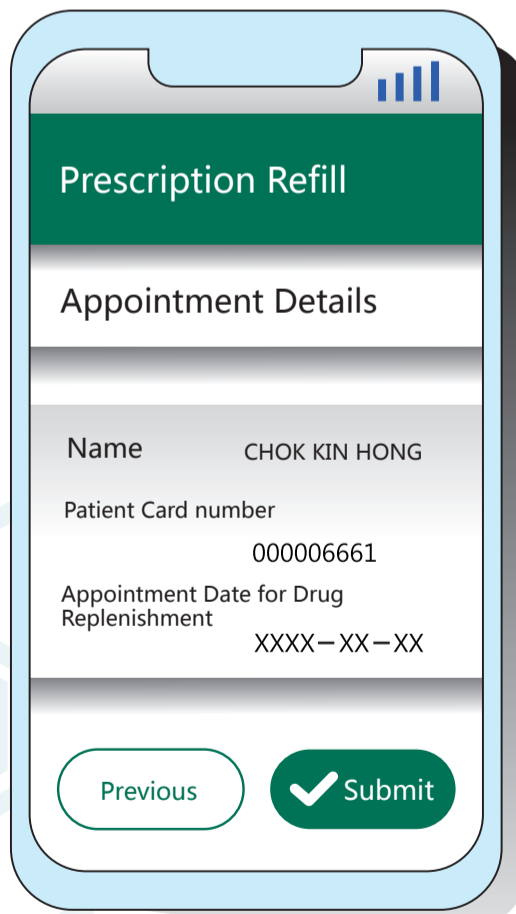 Prescription Refill
Appointment Details
Name CHOK KIN HONG
Patient Card number
000006661
Appointment Date for Drug
Replenishment
XXXX－XX－XX
Previous
Submit